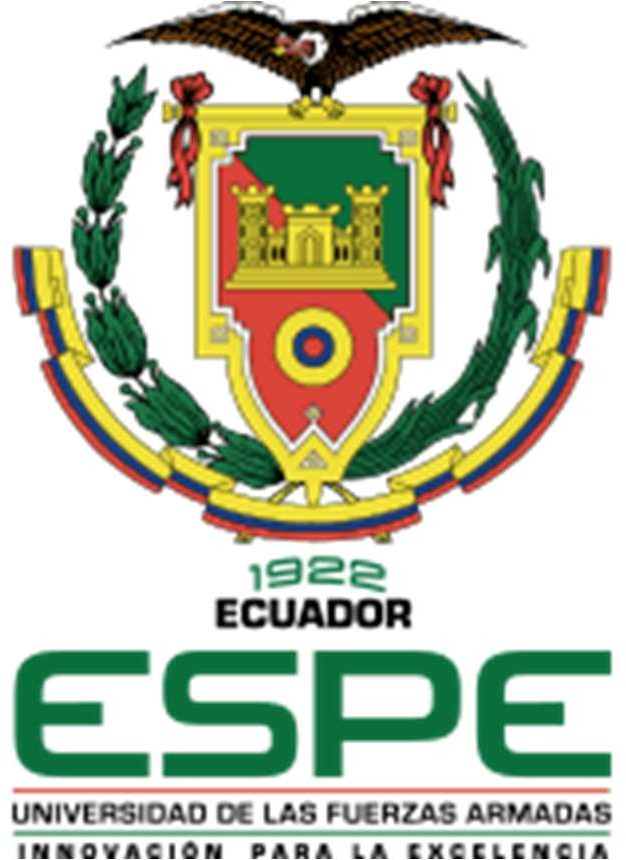 1922
ECUADOR
ESPE
UNIVERSIDAD DE LAS FUERZAS ARMADAS
INNOVACIÓN PARA LA EXCELENCIA